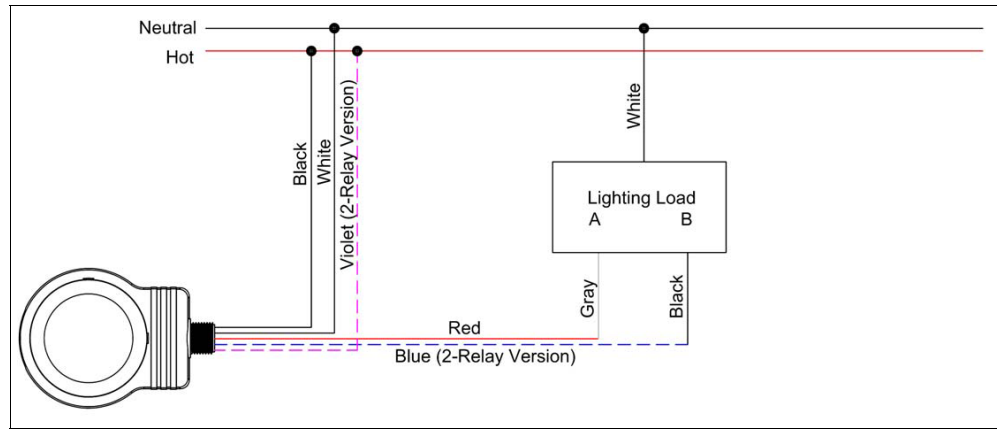 Neutral
Hot
Black
White
Violet (2-Relay Version)
White
Lighting Load
A B
Gray
Black
Red
Blue (2-Relay Version)